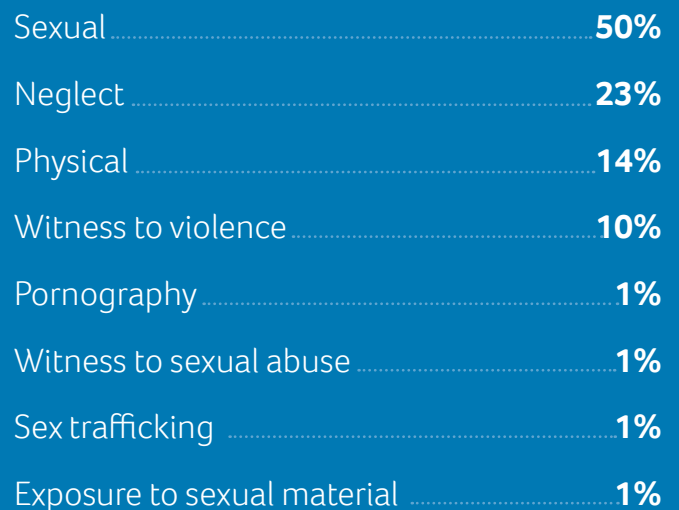 Sexual 50%
Neglect 23%
Physical 14%
Witness to violence 10%
Pornography 1%
Witness to sexual abuse 1%
Sex trafficking 1%
Exposure to sexual material 1%